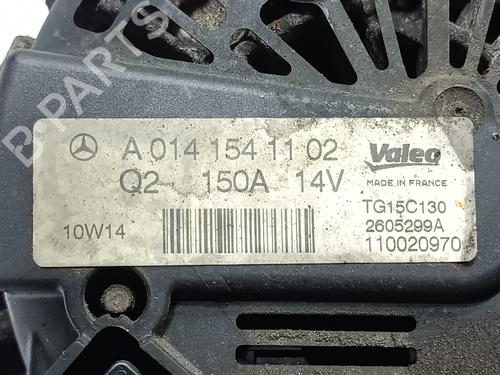 A 014 154 11 02
Q2 150A 14V
10W14
Valeo
MADE IN FRANCE
TG15C130
2605299A
110020970
B PARTS